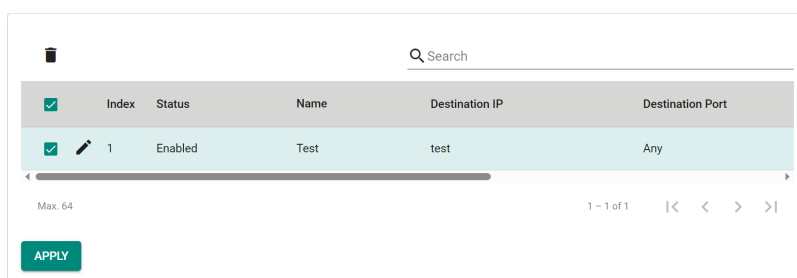 Search
Index Status Name Destination IP Destination Port
1 Enabled Test test Any
Max. 64
1 – 1 of 1
APPLY